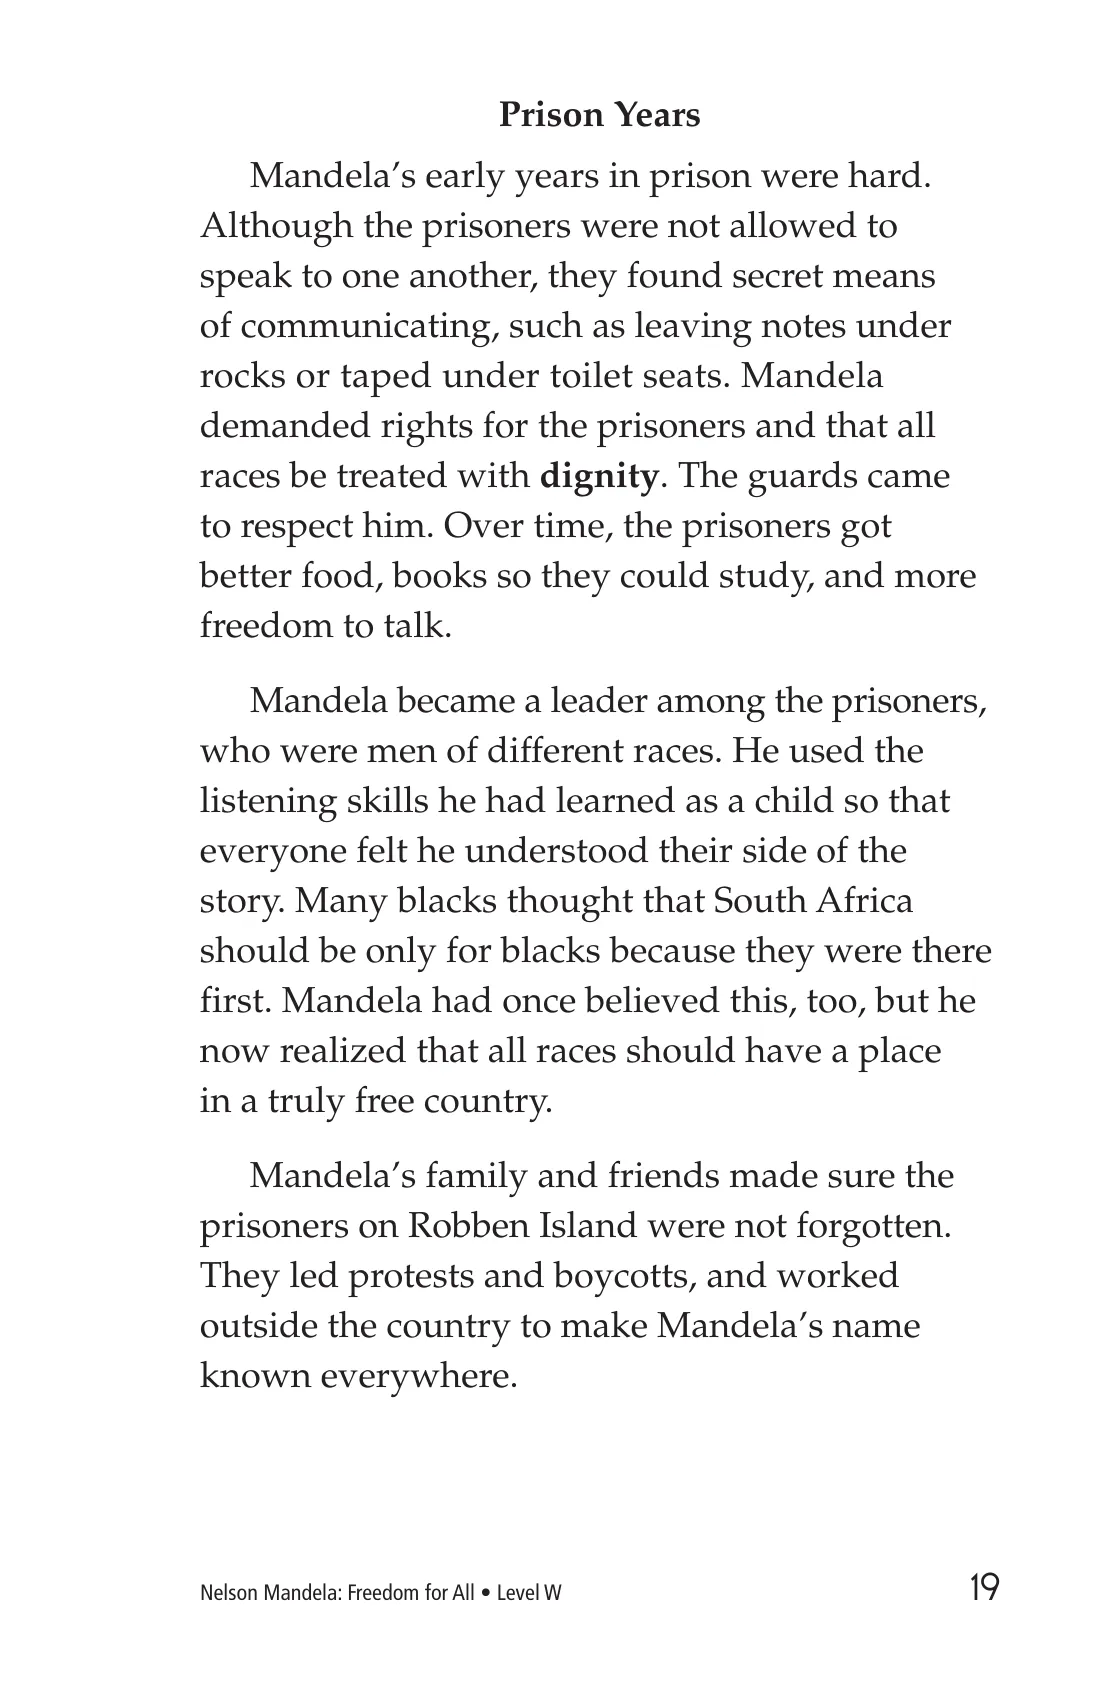 Prison Years
Mandela’s early years in prison were hard.
Although the prisoners were not allowed to
speak to one another, they found secret means
of communicating, such as leaving notes under
rocks or taped under toilet seats. Mandela
demanded rights for the prisoners and that all
races be treated with dignity. The guards came
to respect him. Over time, the prisoners got
better food, books so they could study, and more
freedom to talk.
Mandela became a leader among the prisoners,
who were men of different races. He used the
listening skills he had learned as a child so that
everyone felt he understood their side of the
story. Many blacks thought that South Africa
should be only for blacks because they were there
first. Mandela had once believed this, too, but he
now realized that all races should have a place
in a truly free country.
Mandela’s family and friends made sure the
prisoners on Robben Island were not forgotten.
They led protests and boycotts, and worked
outside the country to make Mandela’s name
known everywhere.
Nelson Mandela: Freedom for All • Level W
19